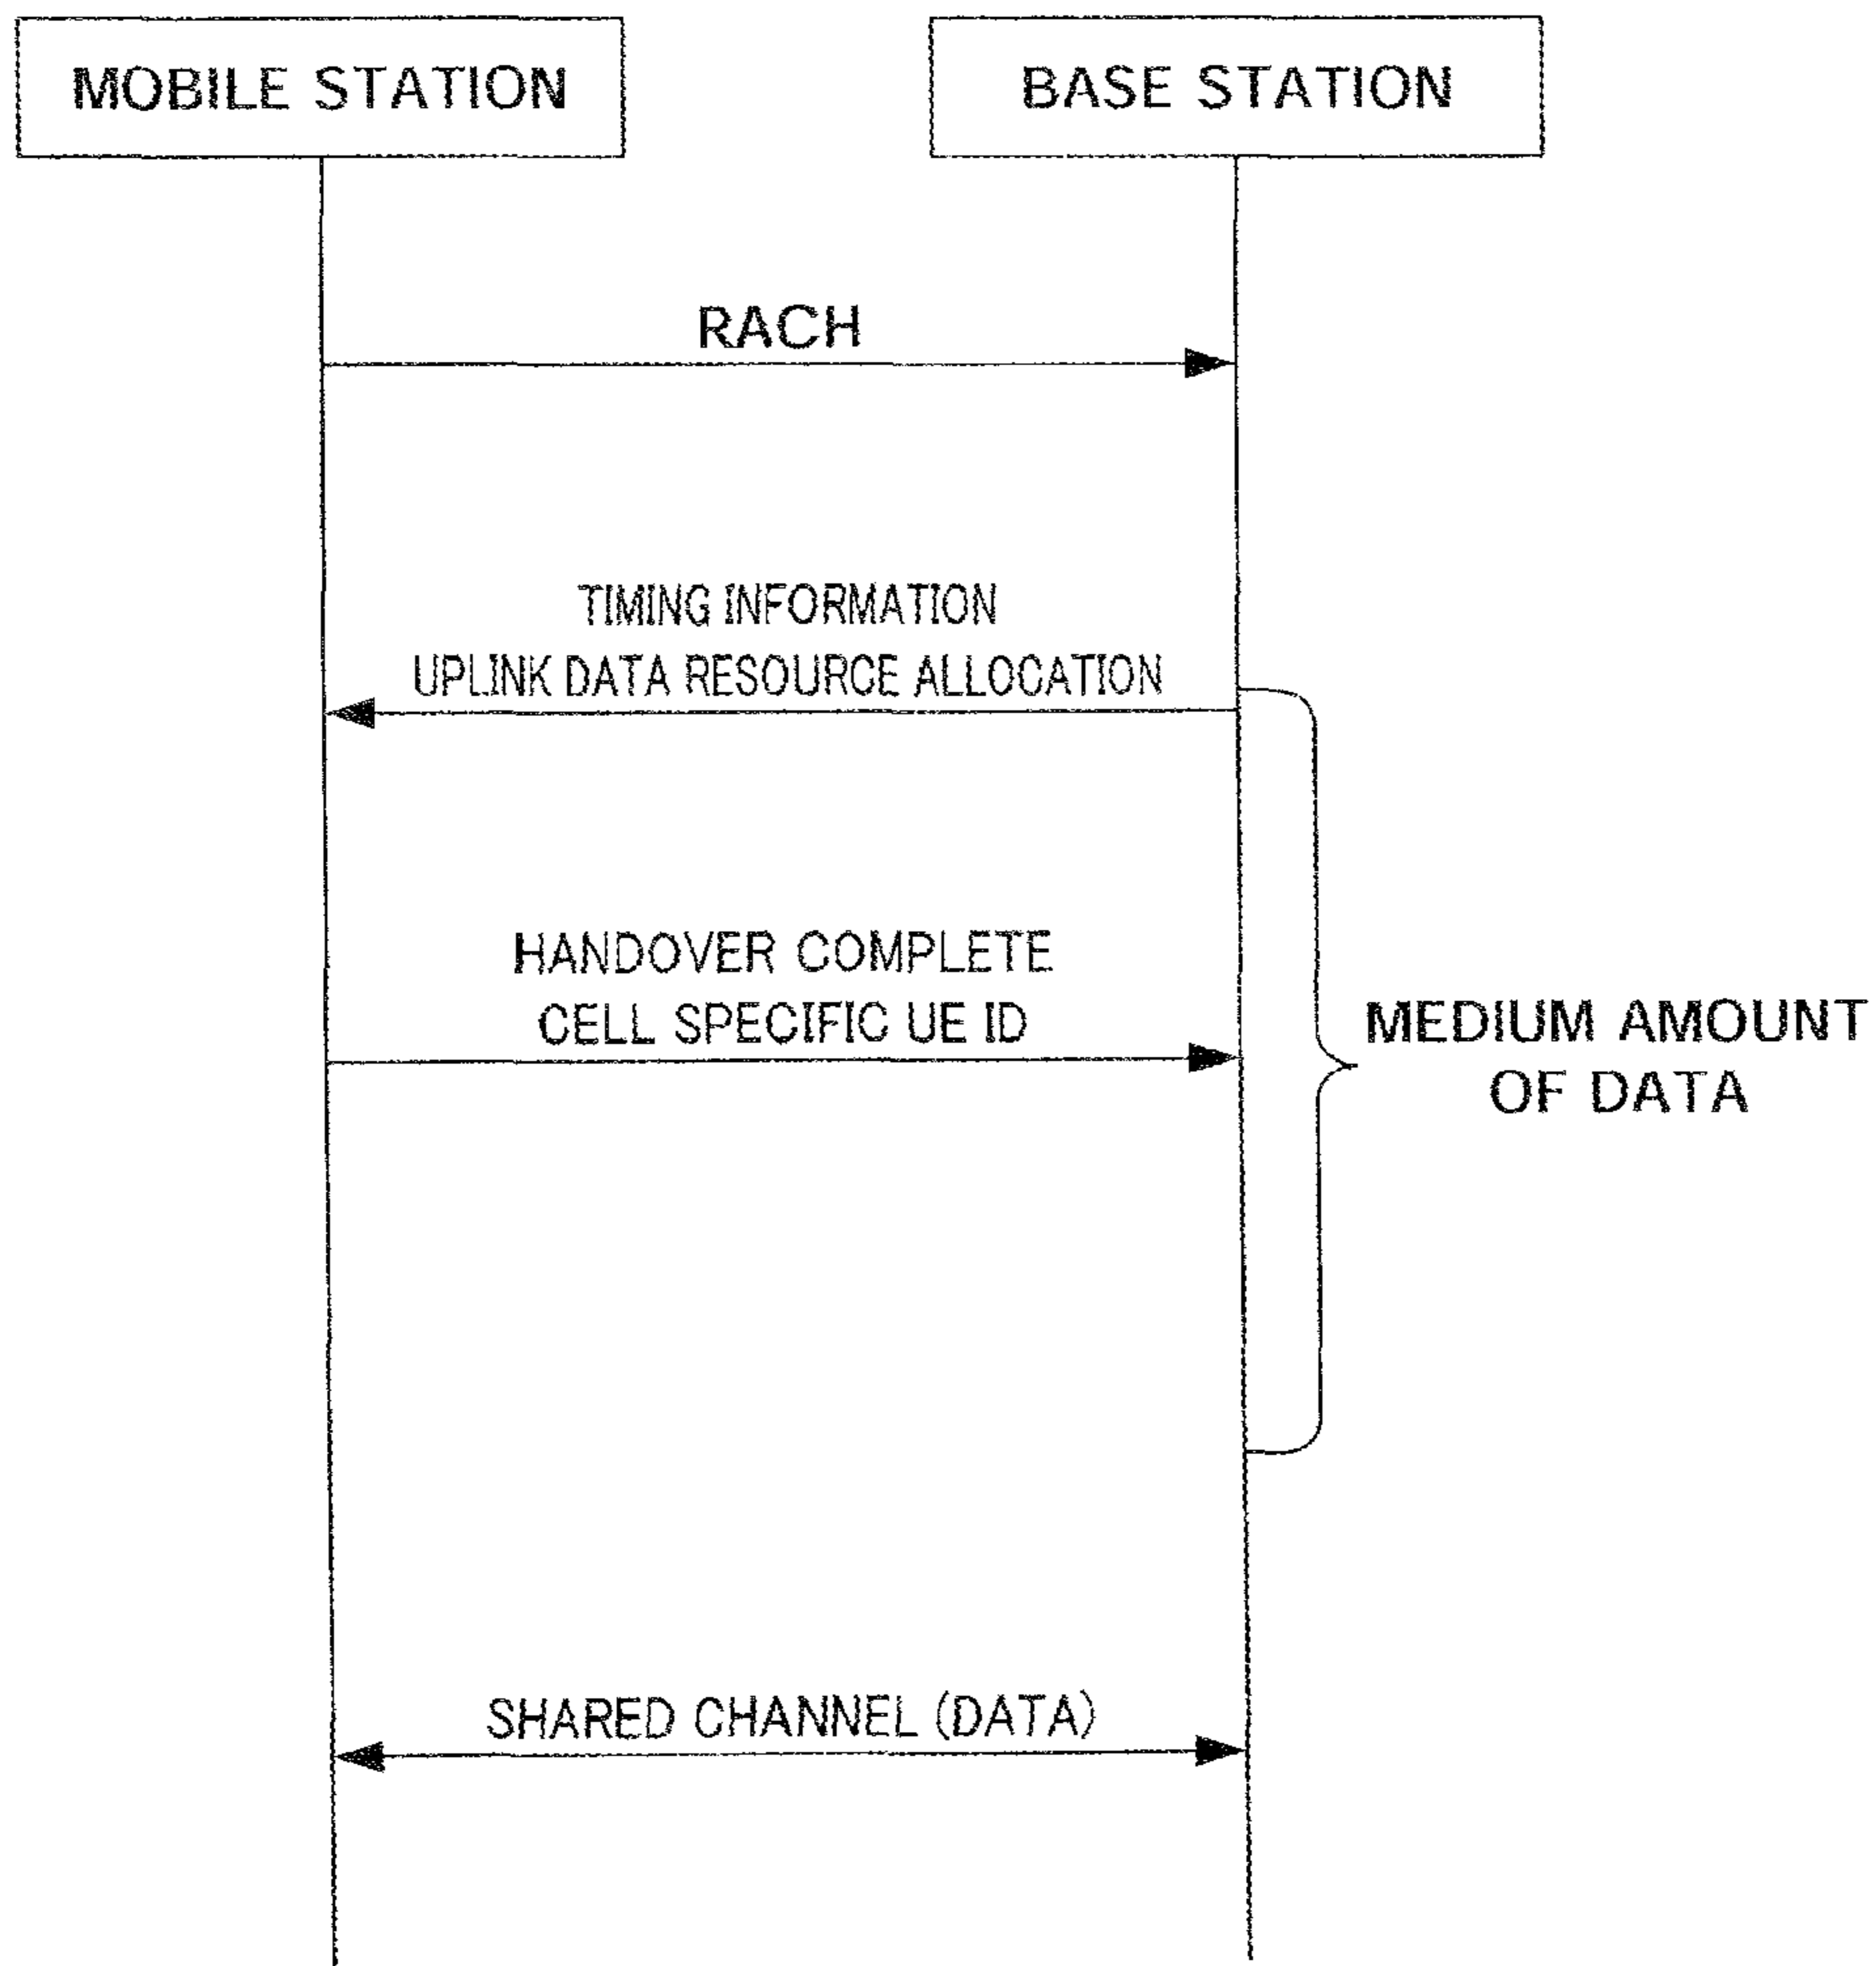 MOBILE STATION
BASE STATION
RACH
TIMING INFORMATION
UPLINK DATA RESOURCE ALLOCATION
HANDOVER COMPLETE
CELL SPECIFIC UE ID
MEDIUM AMOUNT
OF DATA
SHARED CHANNEL (DATA)